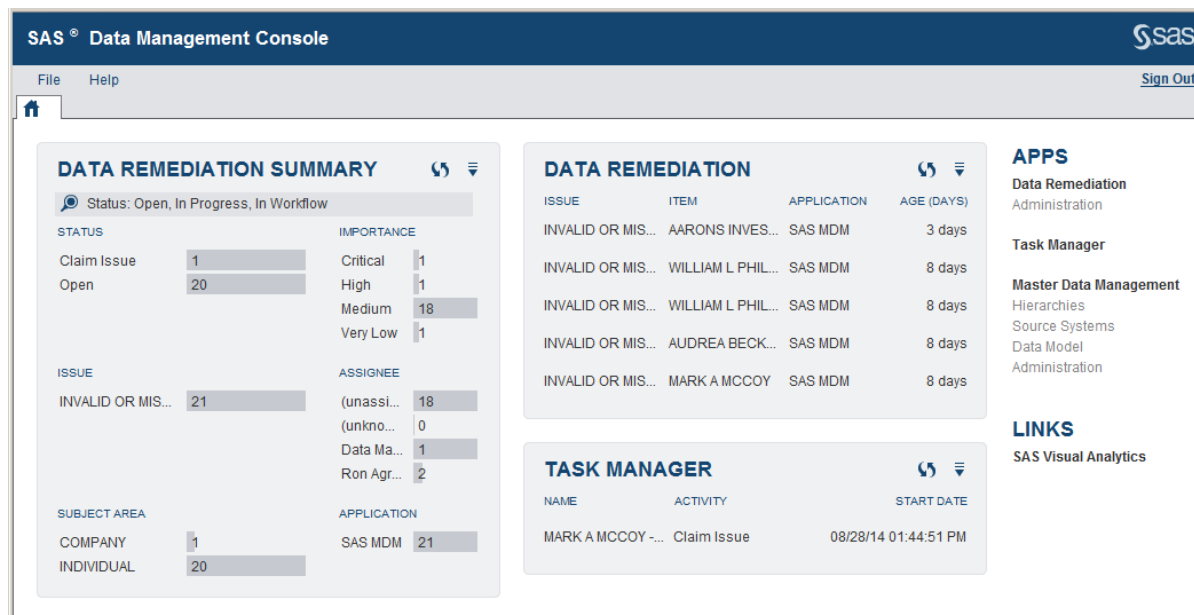 SAS ® Data Management Console
sas
File Help
Sign Out
DATA REMEDIATION SUMMARY
Status: Open, In Progress, In Workflow
STATUS
Claim Issue 1
Open 20
IMPORTANCE
Critical 1
High 1
Medium 18
Very Low 1
ISSUE
INVALID OR MIS... 21
ASSIGNEE
(unassi... 18
(unkno... 0
Data Ma... 1
Ron Agr... 2
SUBJECT AREA
COMPANY 1
INDIVIDUAL 20
APPLICATION
SAS MDM 21
DATA REMEDIATION
ISSUE ITEM APPLICATION AGE (DAYS)
INVALID OR MIS... AARONS INVES... SAS MDM 3 days
INVALID OR MIS... WILLIAM L PHIL... SAS MDM 8 days
INVALID OR MIS... WILLIAM L PHIL... SAS MDM 8 days
INVALID OR MIS... AUDREA BECK... SAS MDM 8 days
INVALID OR MIS... MARK A MCCOY SAS MDM 8 days
TASK MANAGER
NAME ACTIVITY START DATE
MARK A MCCOY -... Claim Issue 08/28/14 01:44:51 PM
APPS
Data Remediation
Administration
Task Manager
Master Data Management
Hierarchies
Source Systems
Data Model
Administration
LINKS
SAS Visual Analytics